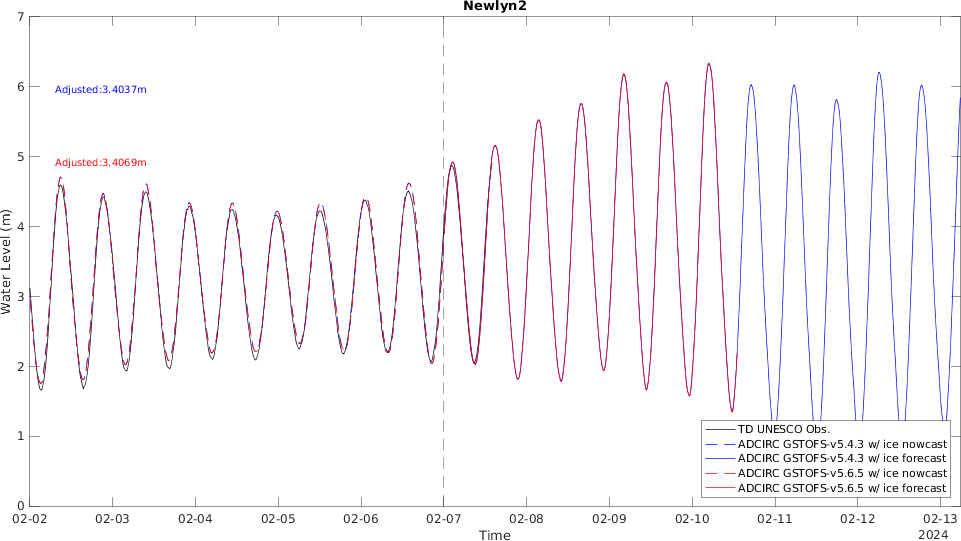 Newlyn2
7
6
5
4
3
2
1
0
Water Level (m)
Adjusted:3.4037m
Adjusted:3.4069m
TD UNESCO Obs.
ADCIRC GSTOFS-v5.4.3 w/ ice nowcast
ADCIRC GSTOFS-v5.4.3 w/ ice forecast
ADCIRC GSTOFS-v5.6.5 w/ ice nowcast
ADCIRC GSTOFS-v5.6.5 w/ ice forecast
02-02 02-03 02-04 02-05 02-06 02-07 02-08 02-09 02-10 02-11 02-12 02-13
Time
2024